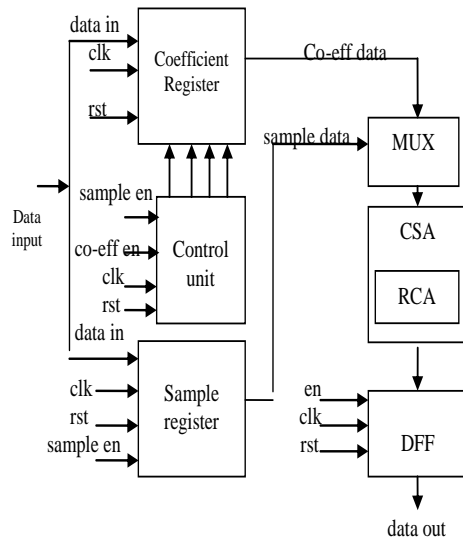 data in
clk
rst
Coefficient
Register
Co-eff data
sample data
MUX
Data
input
sample en
co-eff en
clk
rst
Control
unit
CSA
RCA
data in
clk
rst
sample en
Sample
register
en
clk
rst
DFF
data out